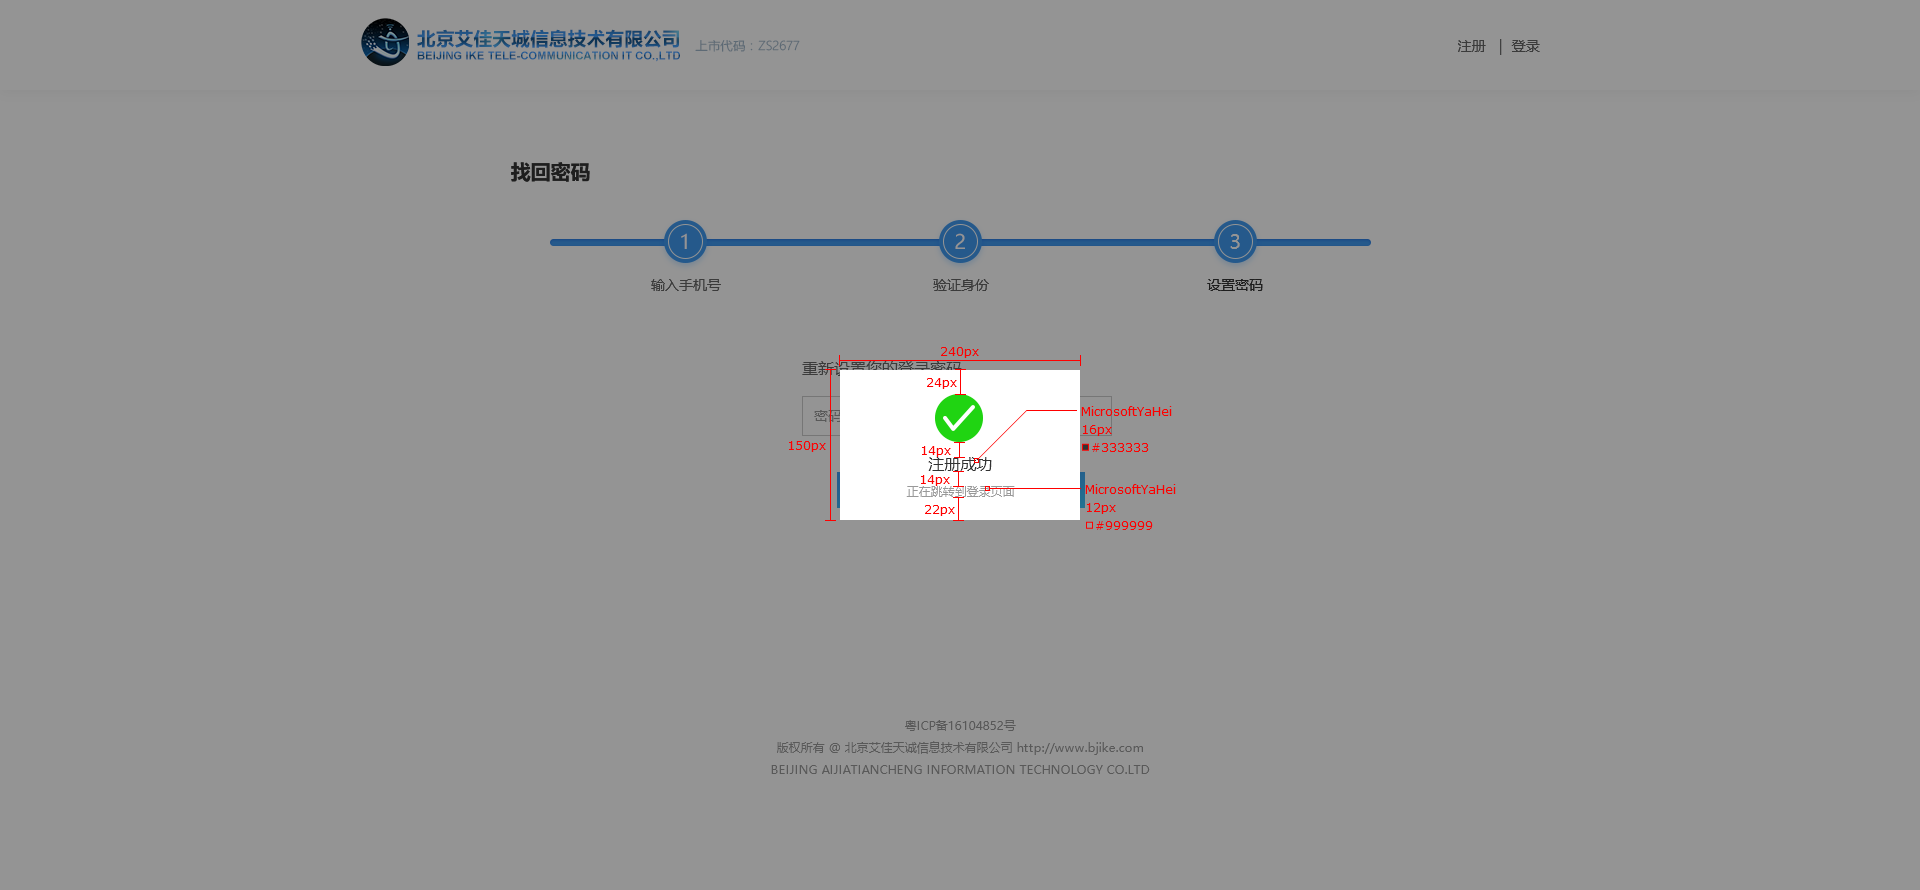 北京艾佳天诚信息技术有限公司
BEIJING IKE TELE-COMMUNICATION IT CO.,LTD
上市代码：ZS2677
注册 | 登录
找回密码
1
2
3
输入手机号
验证身份
设置密码
240px
重新设置您的登录密码
24px
密码
MicrosoftYaHei
16px
#333333
150px
14px
注册成功
14px
正在跳转到登录页面
MicrosoftYaHei
12px
#999999
22px
粤ICP备16104852号
版权所有 @ 北京艾佳天诚信息技术有限公司 http://www.bjike.com
BEIJING AIJIATIANCHENG INFORMATION TECHNOLOGY CO.LTD